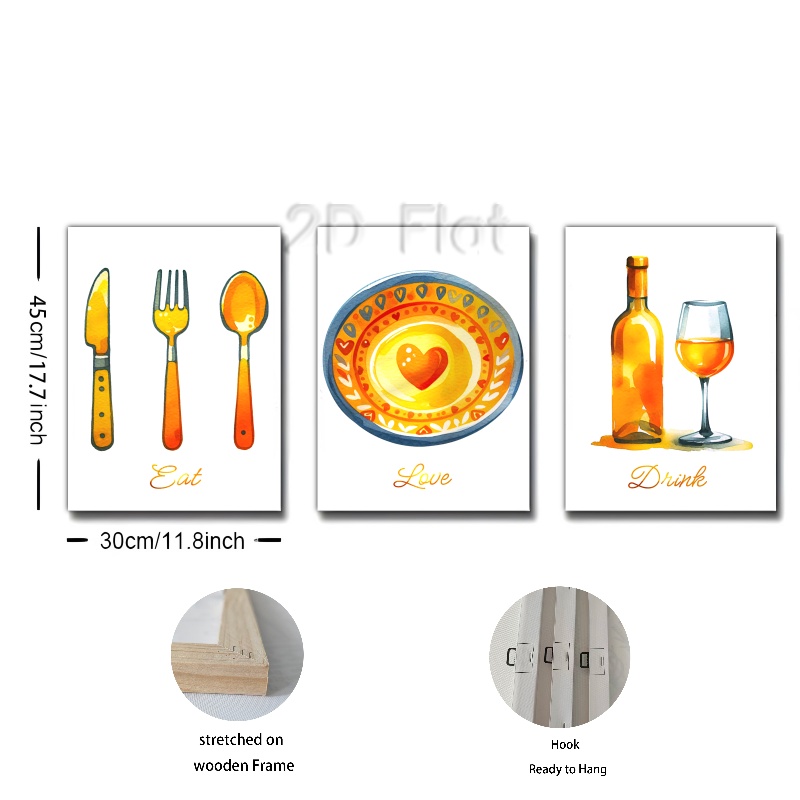 2D Flat
45cm/17.7inch
Eat
Love
Drink
30cm/11.8inch
stretched on
wooden Frame
Hook
Ready to Hang